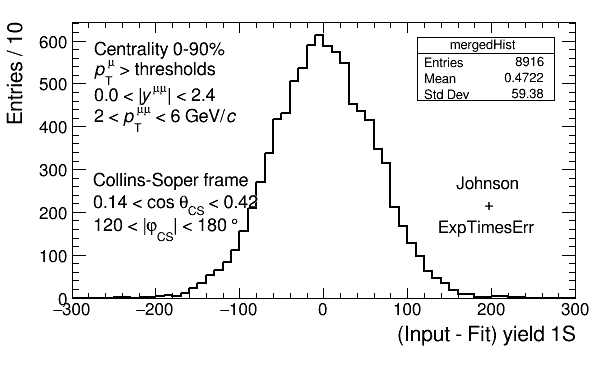 Entries / 10
600
500
400
300
200
100
0
Centrality 0-90%
p_T^μ > thresholds
0.0 < |y^μμ| < 2.4
2 < p_T^μμ < 6 GeV/c
Collins-Soper frame
0.14 < cos θ_CS < 0.42
120 < |φ_CS| < 180 °
mergedHist
Entries 8916
Mean 0.4722
Std Dev 59.38
Johnson
+
ExpTimesErr
−300 −200 −100 0 100 200 300
(Input - Fit) yield 1S